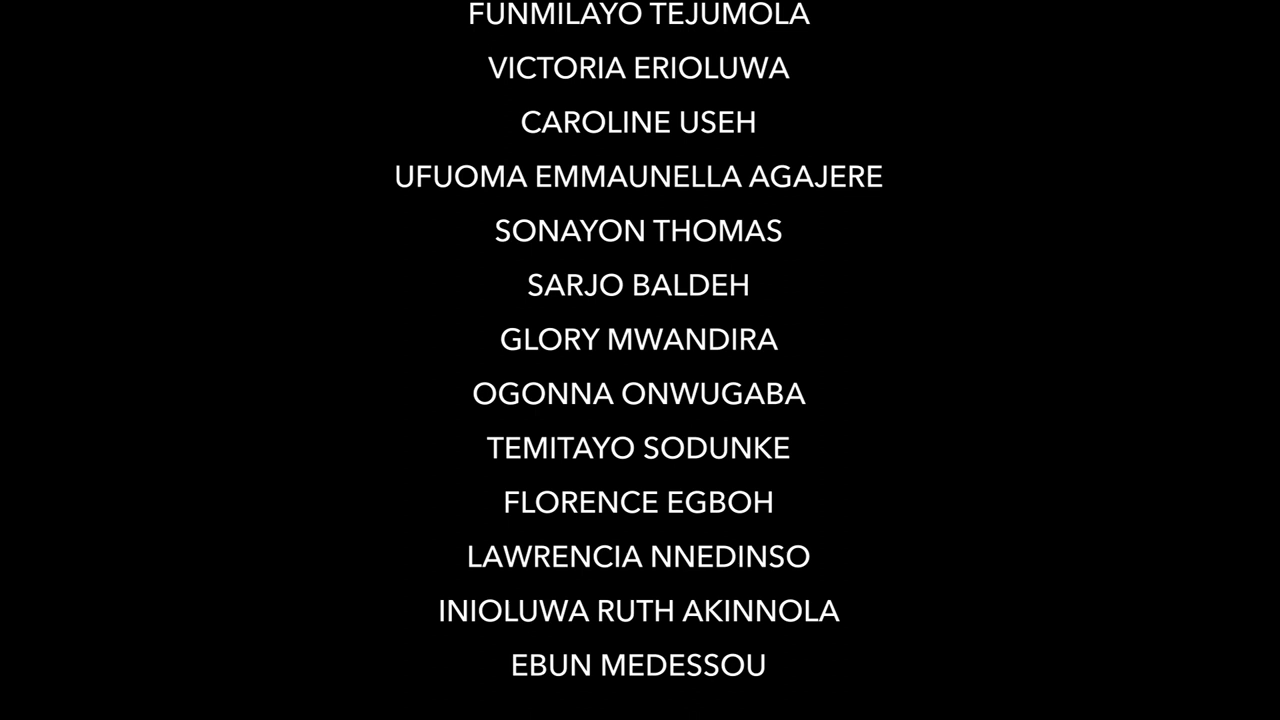 FUNMILAYO TEJUMOLA
VICTORIA ERIOLUWA
CAROLINE USEH
UFUOMA EMMAUNELLA AGAJERE
SONAYON THOMAS
SARJO BALDEH
GLORY MWANDIRA
OGONNA ONWUGABA
TEMITAYO SODUNKE
FLORENCE EGBOH
LAWRENCIA NNEDINSO
INIOLUWA RUTH AKINNOLA
EBUN MEDESSOU